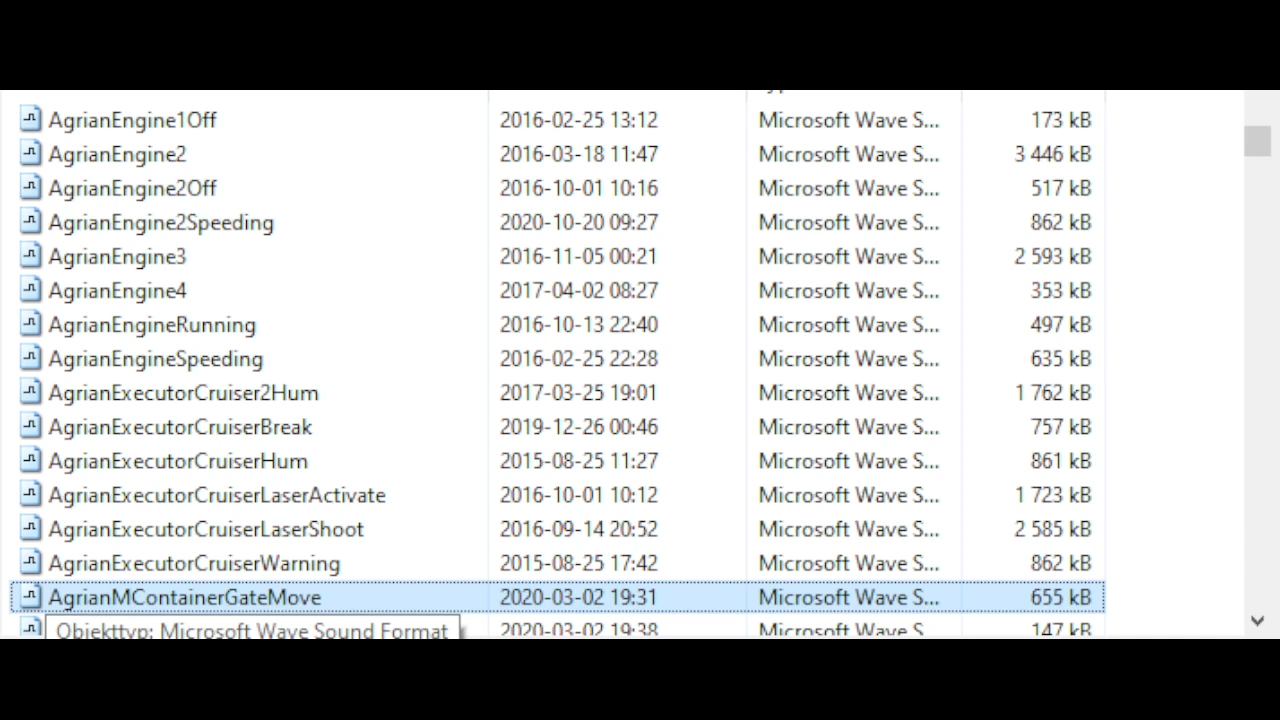 AgrianEngine1Off 2016-02-25 13:12 Microsoft Wave S... 173 kB
AgrianEngine2 2016-03-18 11:47 Microsoft Wave S... 3 446 kB
AgrianEngine2Off 2016-10-01 10:16 Microsoft Wave S... 517 kB
AgrianEngine2Speeding 2020-10-20 09:27 Microsoft Wave S... 862 kB
AgrianEngine3 2016-11-05 00:21 Microsoft Wave S... 2 593 kB
AgrianEngine4 2017-04-02 08:27 Microsoft Wave S... 353 kB
AgrianEngineRunning 2016-10-13 22:40 Microsoft Wave S... 497 kB
AgrianEngineSpeeding 2016-02-25 22:28 Microsoft Wave S... 635 kB
AgrianExecutorCruiser2Hum 2017-03-25 19:01 Microsoft Wave S... 1 762 kB
AgrianExecutorCruiserBreak 2019-12-26 00:46 Microsoft Wave S... 757 kB
AgrianExecutorCruiserHum 2015-08-25 11:27 Microsoft Wave S... 861 kB
AgrianExecutorCruiserLaserActivate 2016-10-01 10:12 Microsoft Wave S... 1 723 kB
AgrianExecutorCruiserLaserShoot 2016-09-14 20:52 Microsoft Wave S... 2 585 kB
AgrianExecutorCruiserWarning 2015-08-25 17:42 Microsoft Wave S... 862 kB
AgrianMContainerGateMove 2020-03-02 19:31 Microsoft Wave S... 655 kB
Objekttyp: Microsoft Wave Sound Format 2020-03-02 19:38 Microsoft Wave S... 147 kB